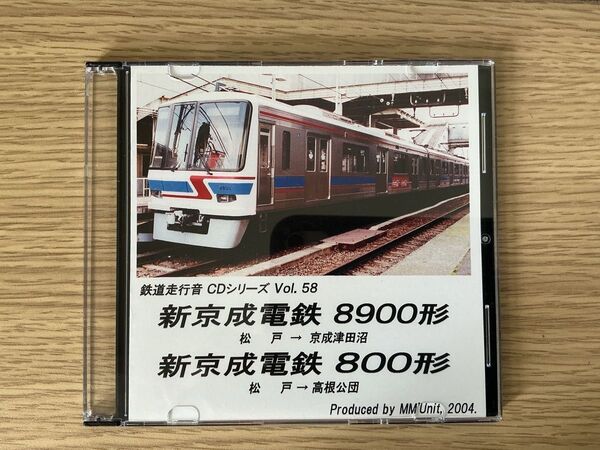 鉄道走行音 CDシリーズ Vol. 58
新京成電鉄 8900形
松　戸 → 京成津田沼
新京成電鉄 800形
松　戸 → 高根公団
Produced by MM'Unit, 2004.